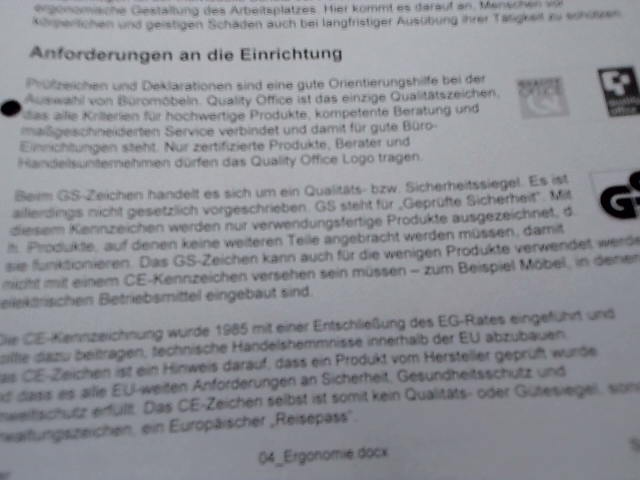 ergonomische Gestaltung des Arbeitsplatzes. Hier kommt es darauf an, Menschen vor
körperlichen und geistigen Schäden auch bei langfristiger Ausübung ihrer Tätigkeit zu schützen.
Anforderungen an die Einrichtung
Prüfzeichen und Deklarationen sind eine gute Orientierungshilfe bei der
Auswahl von Büromöbeln. Quality Office ist das einzige Qualitätszeichen,
das alle Kriterien für hochwertige Produkte, kompetente Beratung und
maßgeschneiderten Service verbindet und damit für gute Büro-
Einrichtungen steht. Nur zertifizierte Produkte, Berater und
Handelsunternehmen dürfen das Quality Office Logo tragen.
Beim GS-Zeichen handelt es sich um ein Qualitäts- bzw. Sicherheitssiegel. Es ist
allerdings nicht gesetzlich vorgeschrieben. GS steht für „Geprüfte Sicherheit". Mit
diesem Kennzeichen werden nur verwendungsfertige Produkte ausgezeichnet, d.
h. Produkte, auf denen keine weiteren Teile angebracht werden müssen, damit
sie funktionieren. Das GS-Zeichen kann auch für die wenigen Produkte verwendet werde
nicht mit einem CE-Kennzeichen versehen sein müssen – zum Beispiel Möbel, in denen
elektrischen Betriebsmittel eingebaut sind.
Die CE-Kennzeichnung wurde 1985 mit einer Entschließung des EG-Rates eingeführt und
sollte dazu beitragen, technische Handelshemmnisse innerhalb der EU abzubauen.
as CE-Zeichen ist ein Hinweis darauf, dass ein Produkt vom Hersteller geprüft wurde
d dass es alle EU-weiten Anforderungen an Sicherheit, Gesundheitsschutz und
mweltschutz erfüllt. Das CE-Zeichen selbst ist somit kein Qualitäts- oder Gütesiegel, son
rwaltungszeichen, ein Europäischer „Reisepass".
04_Ergonomie.docx
GS